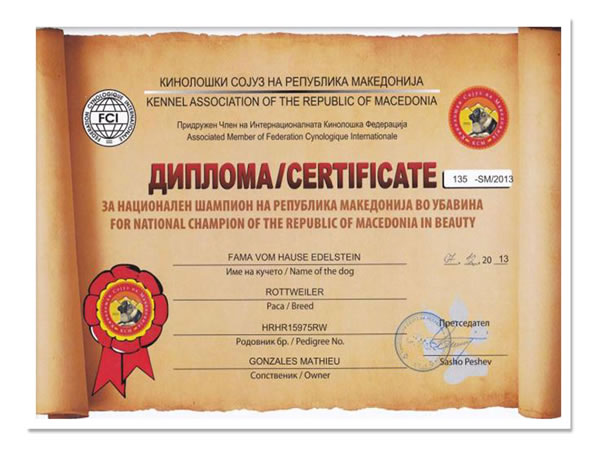 КИНОЛОШКИ СОЈУЗ НА РЕПУБЛИКА МАКЕДОНИЈА
KENNEL ASSOCIATION OF THE REPUBLIC OF MACEDONIA
FEDERATION CYNOLOGIQUE INTERNATIONALE
FCI
Придружен Член на Интернационалната Кинолошка Федерација
Associated Member of Federation Cynologique Internationale
ДИПЛОМА/CERTIFICATE 135 -SM/2013
ЗА НАЦИОНАЛЕН ШАМПИОН НА РЕПУБЛИКА МАКЕДОНИЈА ВО УБАВИНА
FOR NATIONAL CHAMPION OF THE REPUBLIC OF MACEDONIA IN BEAUTY
FAMA VOM HAUSE EDELSTEIN
Име на кучето / Name of the dog
20 13
ROTTWEILER
Раса / Breed
HRHR15975RW
Родовник бр. / Pedigree No.
Претседател
GONZALES MATHIEU
Сопственик / Owner
Sasho Peshev